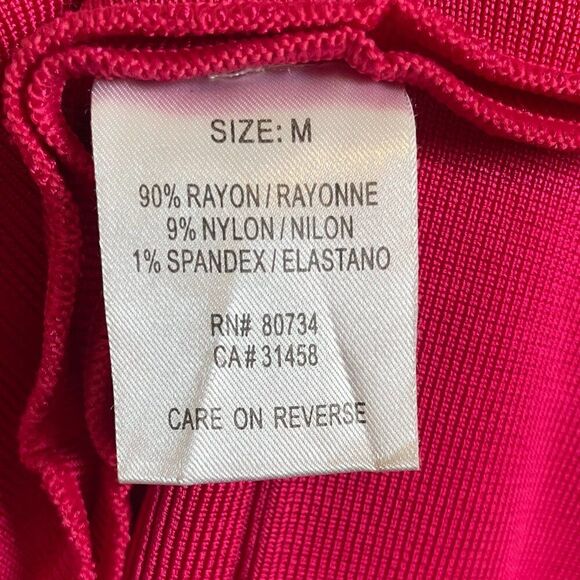 SIZE: M
90% RAYON/RAYONNE
9% NYLON/NILON
1% SPANDEX/ELASTANO
RN# 80734
CA# 31458
CARE ON REVERSE